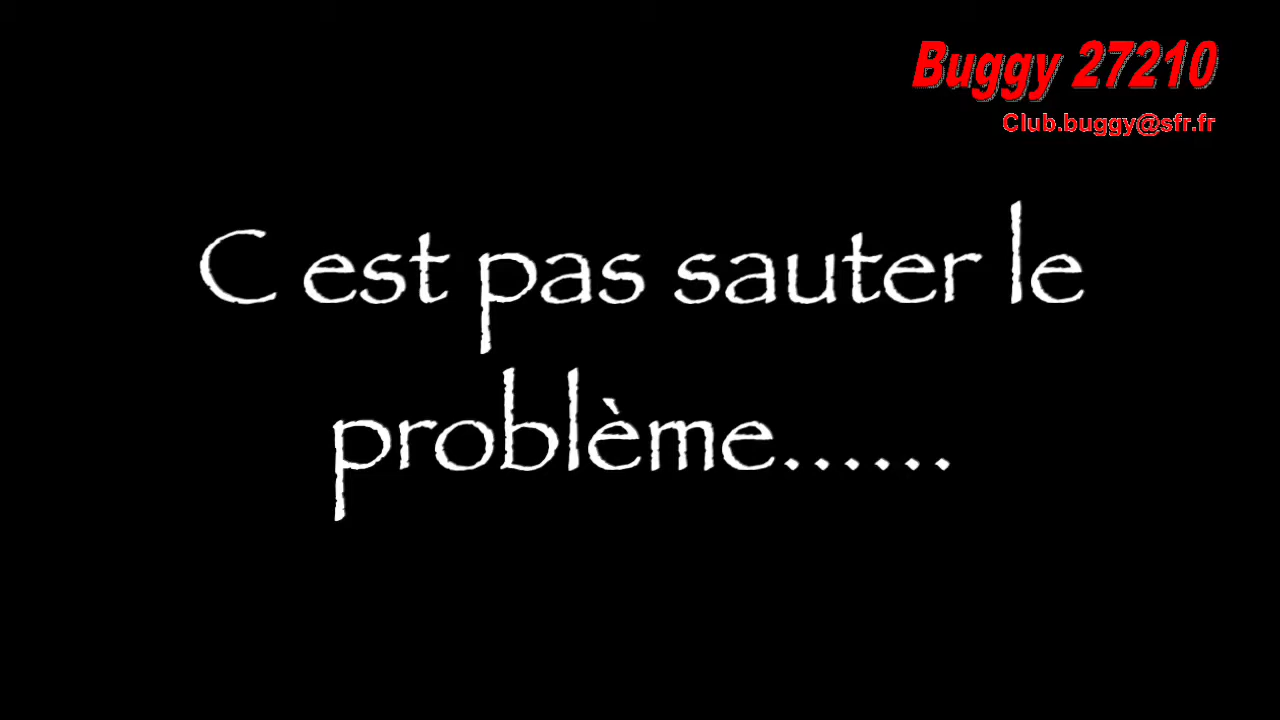 Buggy 27210
Club.buggy@sfr.fr
C est pas sauter le
problème......